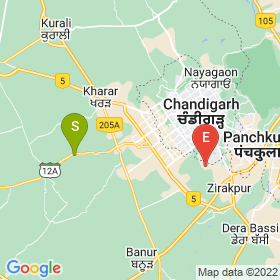 Kurali
ਕੁਰਾਲੀ
5
Nayagaon
ਨਯਾਗਾਓਂ
Kharar
ਖਰੜ
Chandigarh
ਚੰਡੀਗੜ੍ਹ
S
205A
E
Panchku
ਪੰਚਕੁਲਾ
12A
Zirakpur
5
Dera Bassi
ਡੇਰਾ ਬੱਸੀ
Banur
ਬਨੂੜ
Google
Map data ©2022